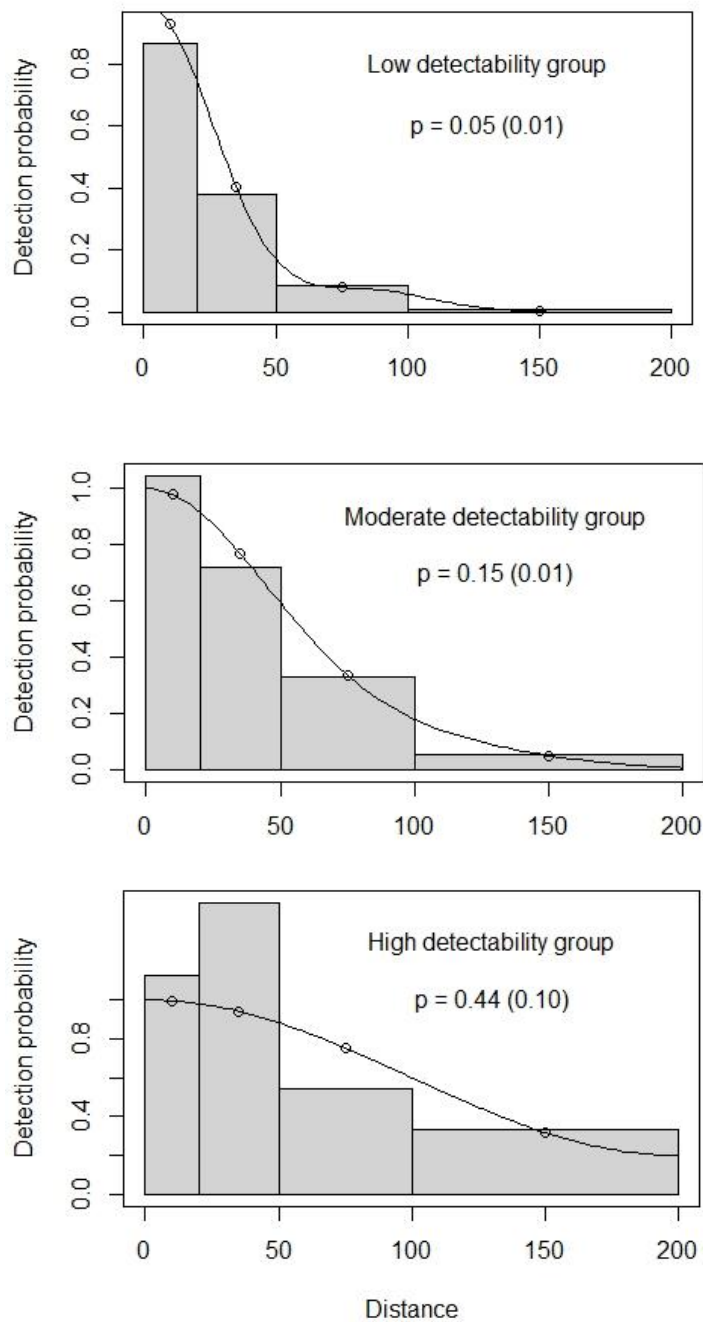 Low detectability group
p = 0.05 (0.01)
Detection probability
0.8
0.6
0.4
0.2
0.0
0 50 100 150 200
Moderate detectability group
p = 0.15 (0.01)
Detection probability
1.0
0.8
0.6
0.4
0.2
0.0
0 50 100 150 200
High detectability group
p = 0.44 (0.10)
Detection probability
0.8
0.4
0.0
0 50 100 150 200
Distance